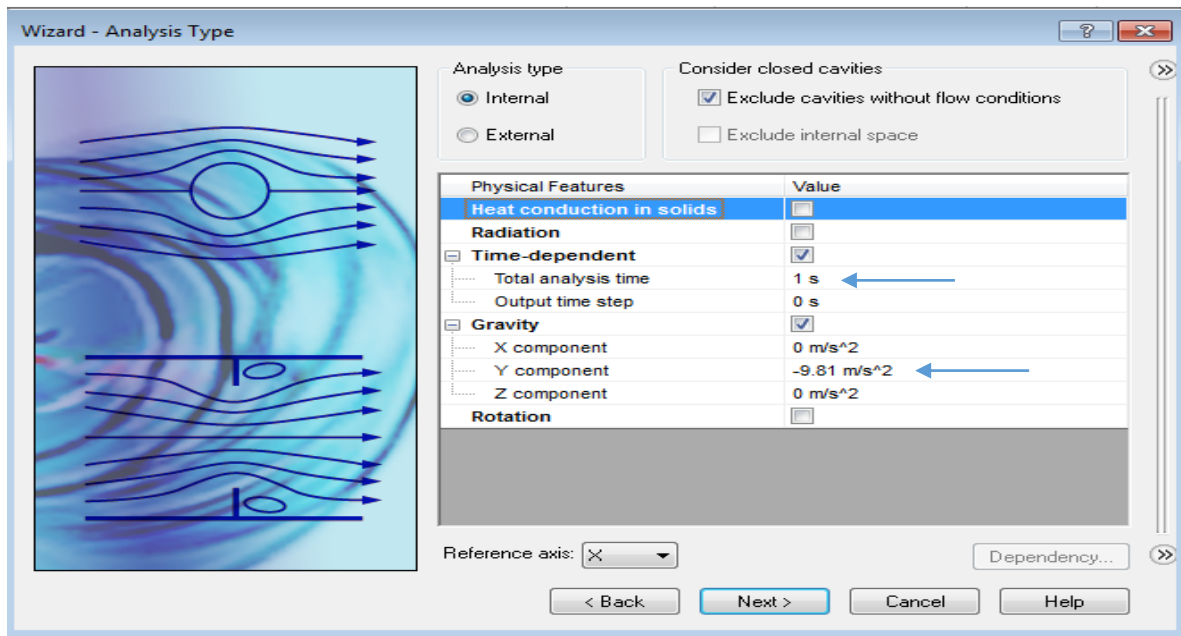 Wizard - Analysis Type
Analysis type
Consider closed cavities
Internal
Exclude cavities without flow conditions
External
Exclude internal space
Physical Features Value
Heat conduction in solids
Radiation
Time-dependent
Total analysis time 1 s
Output time step 0 s
Gravity
X component 0 m/s^2
Y component -9.81 m/s^2
Z component 0 m/s^2
Rotation
Reference axis: X
Dependency...
< Back Next > Cancel Help